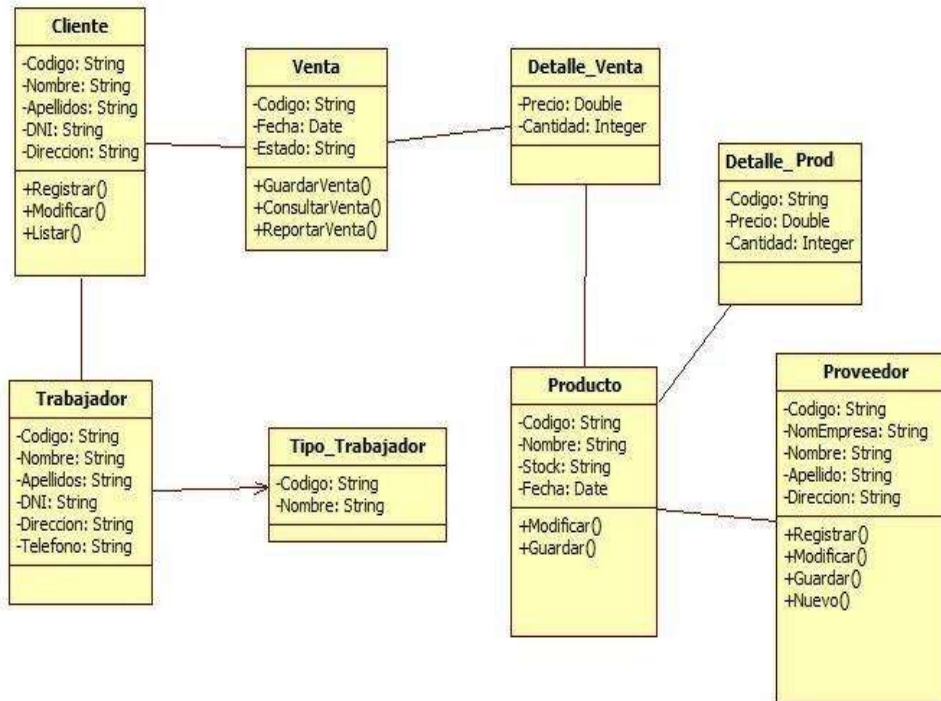 Cliente
-Codigo: String
-Nombre: String
-Apellidos: String
-DNI: String
-Direccion: String
+Registrar()
+Modificar()
+Listar()
Venta
-Codigo: String
-Fecha: Date
-Estado: String
+GuardarVenta()
+ConsultarVenta()
+ReportarVenta()
Detalle_Venta
-Precio: Double
-Cantidad: Integer
Detalle_Prod
-Codigo: String
-Precio: Double
-Cantidad: Integer
Trabajador
-Codigo: String
-Nombre: String
-Apellidos: String
-DNI: String
-Direccion: String
-Telefono: String
Tipo_Trabajador
-Codigo: String
-Nombre: String
Producto
-Codigo: String
-Nombre: String
-Stock: String
-Fecha: Date
+Modificar()
+Guardar()
Proveedor
-Codigo: String
-NomEmpresa: String
-Nombre: String
-Apellido: String
-Direccion: String
+Registrar()
+Modificar()
+Guardar()
+Nuevo()